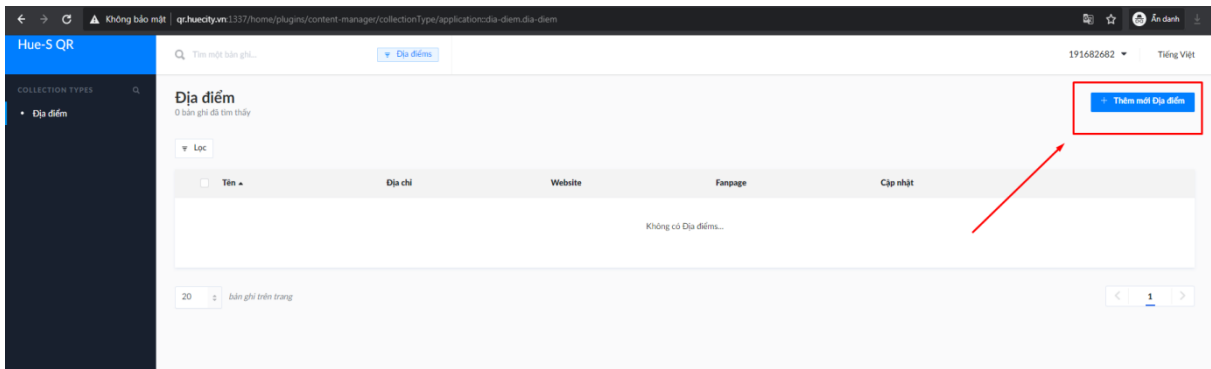 Không bảo mật | qr.huecity.vn:1337/home/plugins/content-manager/collectionType/application::dia-diem.dia-diem
Ẩn danh
Hue-S QR
Tìm một bản ghi...
Địa điểms
191682682
Tiếng Việt
COLLECTION TYPES
Địa điểm
Địa điểm
0 bản ghi đã tìm thấy
+ Thêm mới Địa điểm
Lọc
Tên
Địa chỉ
Website
Fanpage
Cập nhật
Không có Địa điểms...
20
bản ghi trên trang
1